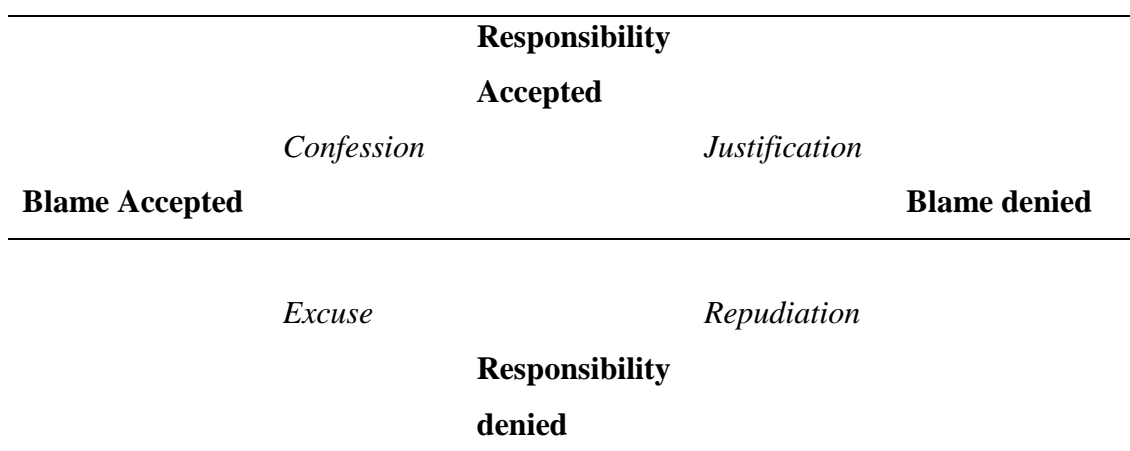 Responsibility
Accepted
Confession Justification
Blame Accepted Blame denied
Excuse Repudiation
Responsibility
denied